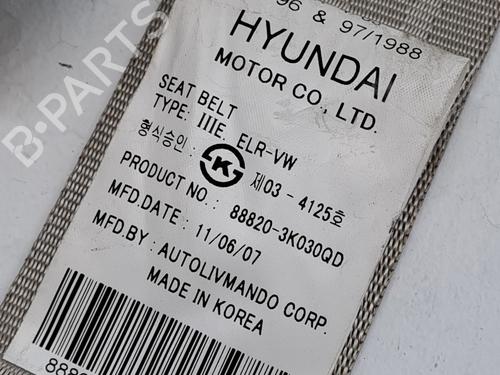 96 & 97/1988
HYUNDAI
MOTOR CO., LTD.
SEAT BELT
TYPE: IIIE. ELR-VW
형식승인 : K 제03 - 4125호
PRODUCT NO.: 88820-3K030QD
MFD.DATE : 11/06/07
MFD.BY : AUTOLIVMANDO CORP.
MADE IN KOREA
B-PARTS